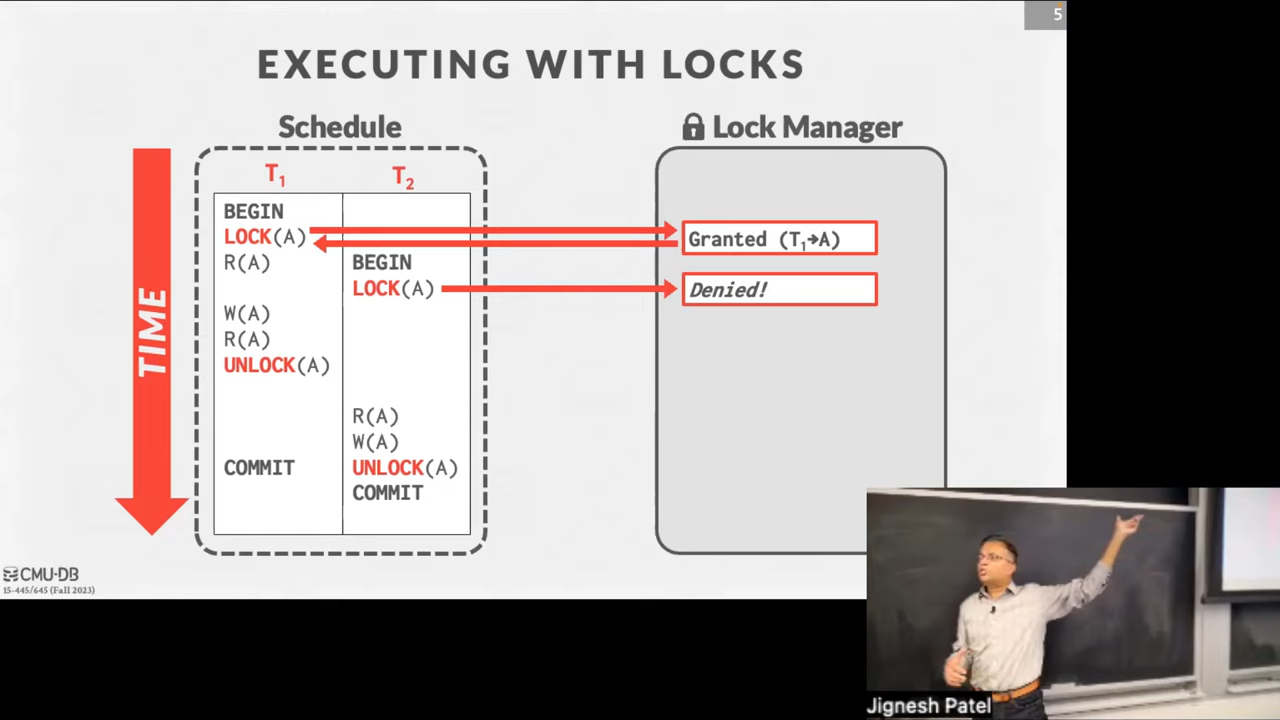 5
EXECUTING WITH LOCKS
Schedule
TIME
T1
T2
BEGIN
LOCK(A)
R(A)
BEGIN
LOCK(A)
W(A)
R(A)
UNLOCK(A)
R(A)
W(A)
COMMIT
UNLOCK(A)
COMMIT
Lock Manager
Granted (T1→A)
Denied!
CMU·DB
15-445/645 (Fall 2023)
Jignesh Patel